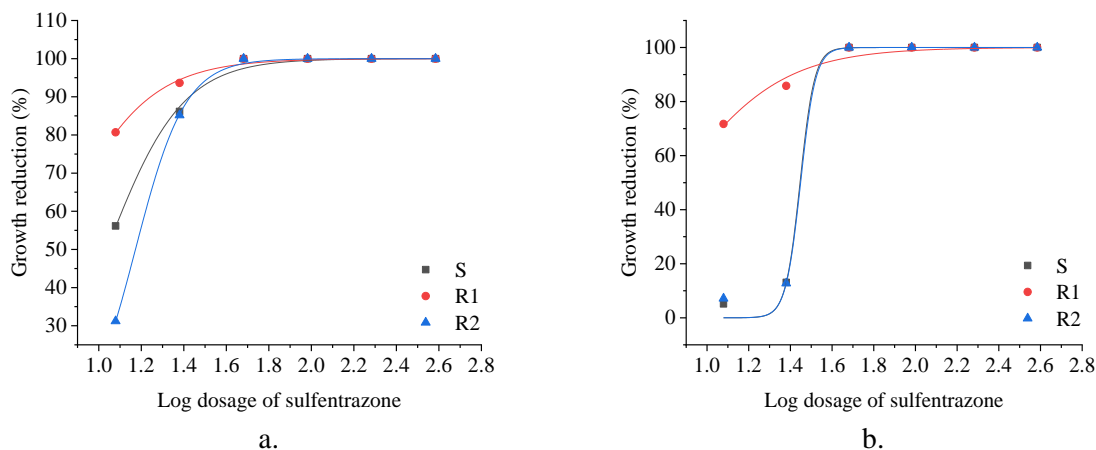 110
100
90
80
70
60
50
40
30
Growth reduction (%)
S
R1
R2
1.0 1.2 1.4 1.6 1.8 2.0 2.2 2.4 2.6 2.8
Log dosage of sulfentrazone
a.
100
80
60
40
20
0
Growth reduction (%)
S
R1
R2
1.0 1.2 1.4 1.6 1.8 2.0 2.2 2.4 2.6 2.8
Log dosage of sulfentrazone
b.